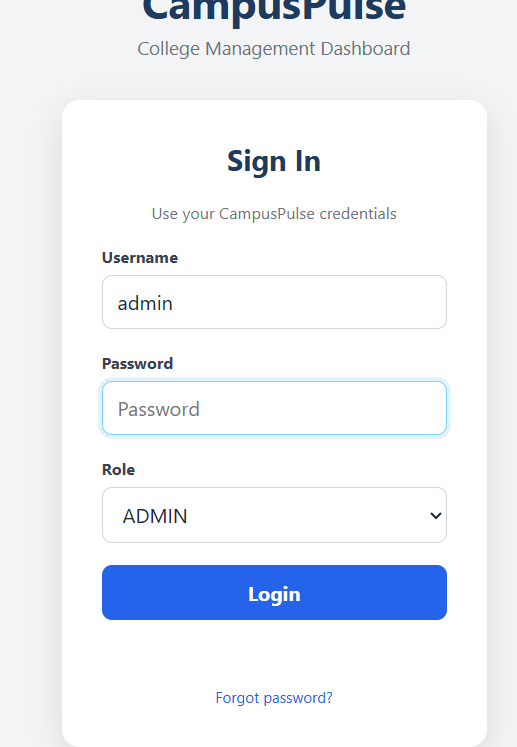 CampusPulse
College Management Dashboard
Sign In
Use your CampusPulse credentials
Username
admin
Password
Password
Role
ADMIN
Login
Forgot password?